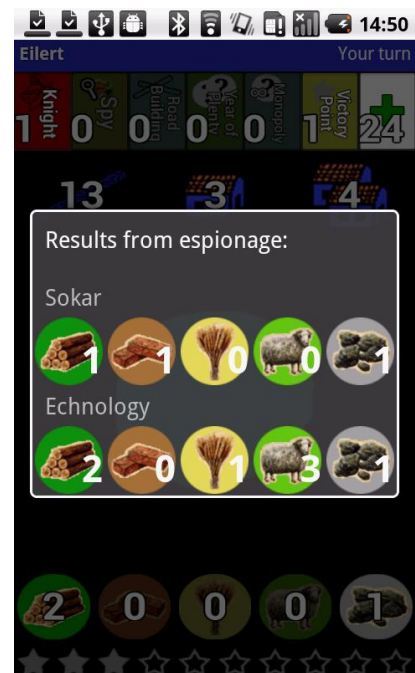 14:50
Eilert Your turn
1 Knight 0 Spy 0 Road Building 0 Year of Plenty 0 Monopoly 1 Victory Point 24
13 3 4
Results from espionage:
Sokar
1 1 0 0 1
Echnology
2 0 1 3 1
2 0 0 0 1